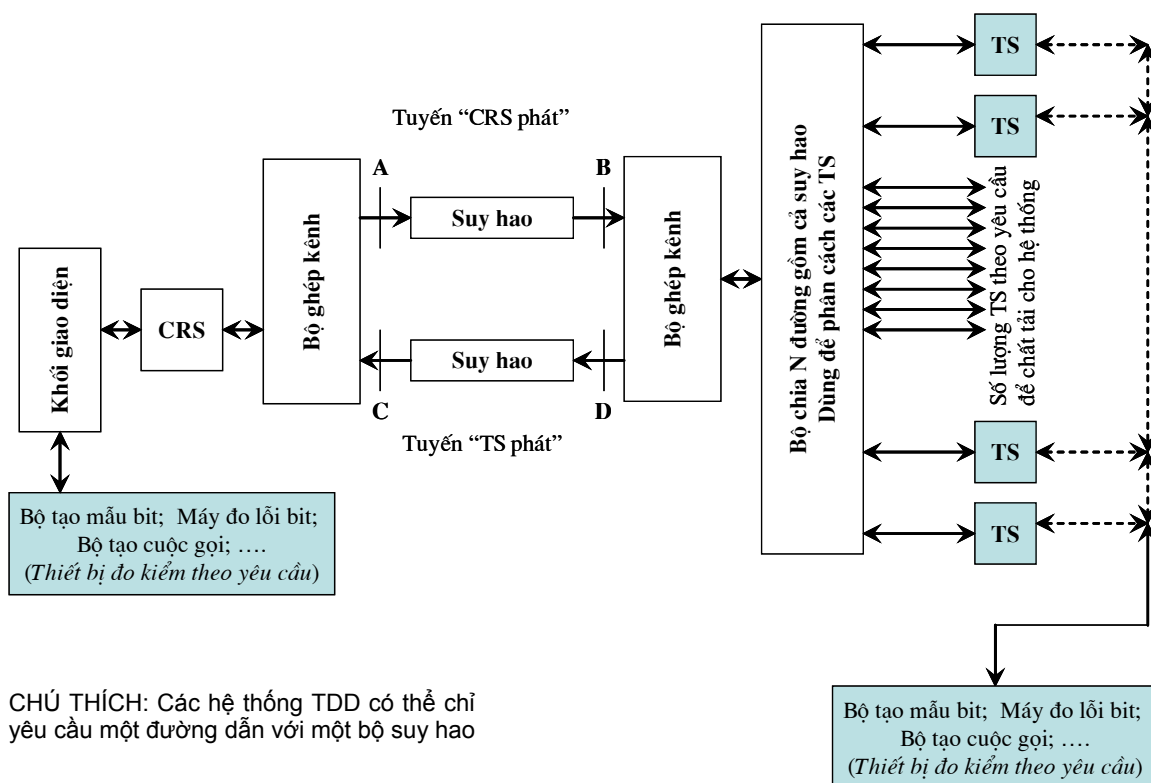 TS
Tuyến “CRS phát”
TS
A
B
Suy hao
Khối giao diện
CRS
Bộ ghép kênh
Bộ ghép kênh
Bộ chia N đường gồm cả suy hao
Dùng để phân cách các TS
Số lượng TS theo yêu cầu
để chất tải cho hệ thống
Suy hao
C
D
Tuyến “TS phát”
TS
TS
Bộ tạo mẫu bit; Máy đo lỗi bit;
Bộ tạo cuộc gọi; ….
(Thiết bị đo kiểm theo yêu cầu)
CHÚ THÍCH: Các hệ thống TDD có thể chỉ
yêu cầu một đường dẫn với một bộ suy hao
Bộ tạo mẫu bit; Máy đo lỗi bit;
Bộ tạo cuộc gọi; ….
(Thiết bị đo kiểm theo yêu cầu)